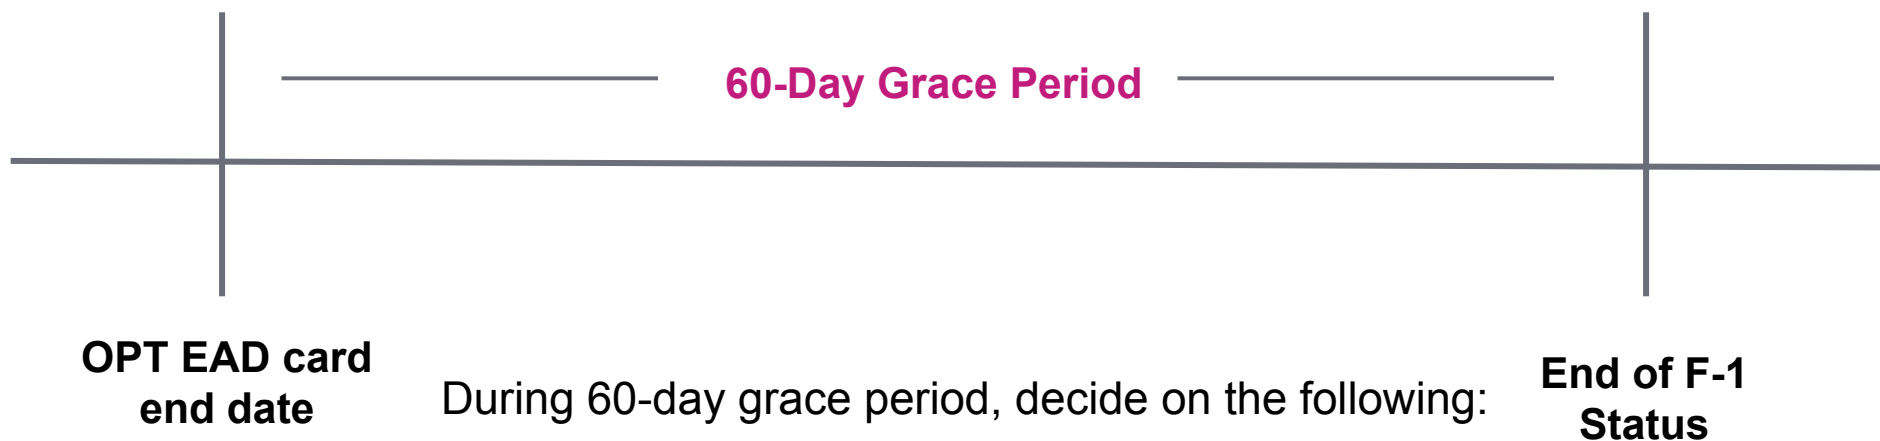 60-Day Grace Period
OPT EAD card
end date
During 60-day grace period, decide on the following:
End of F-1
Status